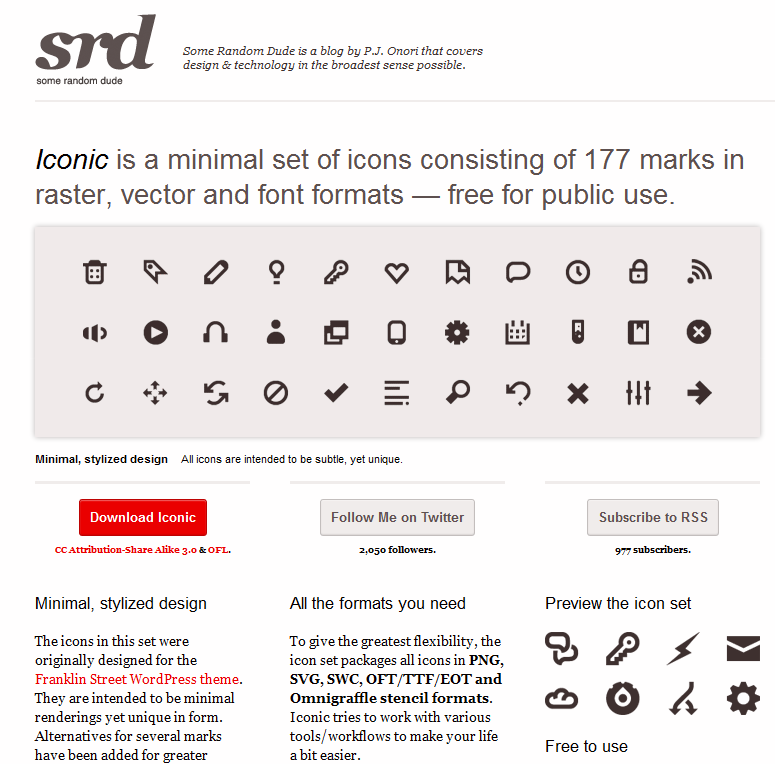 srd
some random dude
Some Random Dude is a blog by P.J. Onori that covers
design & technology in the broadest sense possible.
Iconic is a minimal set of icons consisting of 177 marks in
raster, vector and font formats — free for public use.
Minimal, stylized design All icons are intended to be subtle, yet unique.
Download Iconic
CC Attribution-Share Alike 3.0 & OFL.
Follow Me on Twitter
2,050 followers.
Subscribe to RSS
977 subscribers.
Minimal, stylized design
The icons in this set were
originally designed for the
Franklin Street WordPress theme.
They are intended to be minimal
renderings yet unique in form.
Alternatives for several marks
have been added for greater
All the formats you need
To give the greatest flexibility, the
icon set packages all icons in PNG,
SVG, SWC, OFT/TTF/EOT and
Omnigraffle stencil formats.
Iconic tries to work with various
tools/workflows to make your life
a bit easier.
Preview the icon set
Free to use